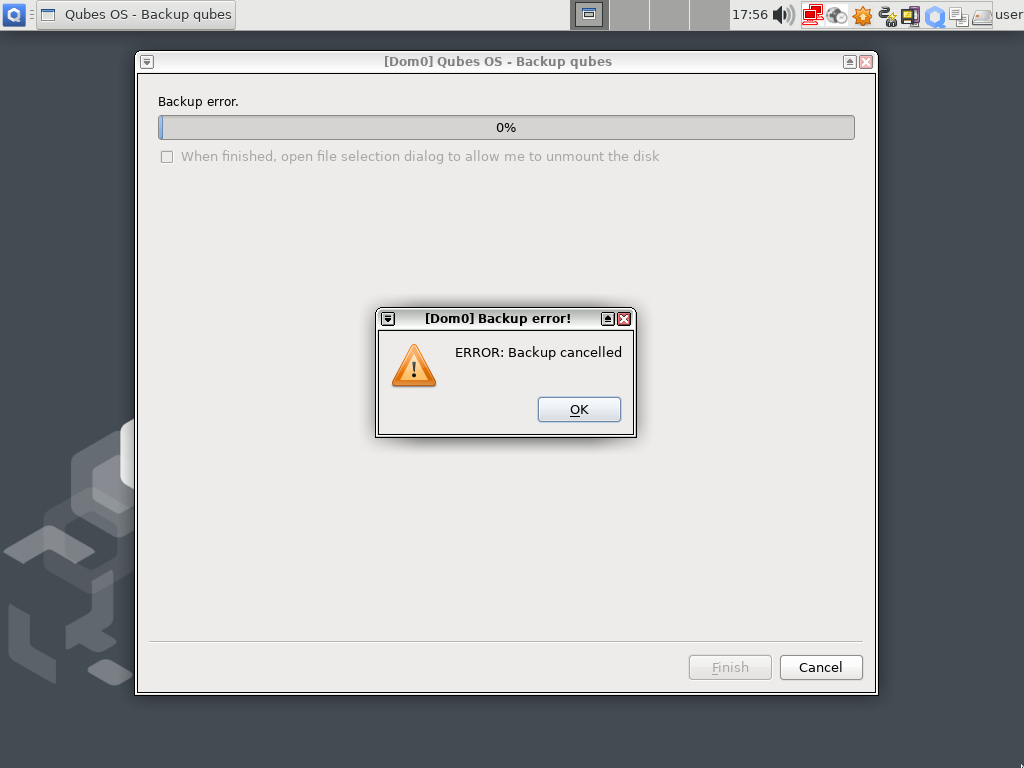 Qubes OS - Backup qubes
17:56
user
[Dom0] Qubes OS - Backup qubes
Backup error.
0%
When finished, open file selection dialog to allow me to unmount the disk
[Dom0] Backup error!
ERROR: Backup cancelled
OK
Finish
Cancel